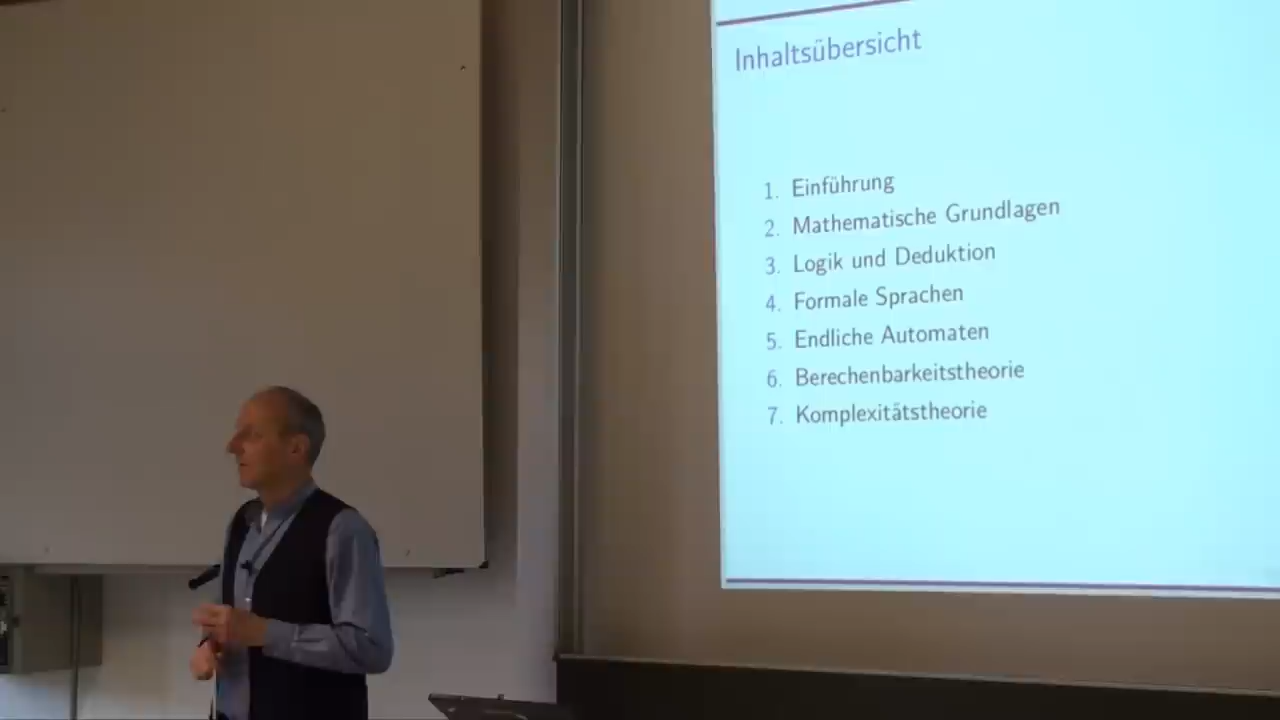 Inhaltsübersicht
1. Einführung
2. Mathematische Grundlagen
3. Logik und Deduktion
4. Formale Sprachen
5. Endliche Automaten
6. Berechenbarkeitstheorie
7. Komplexitätstheorie